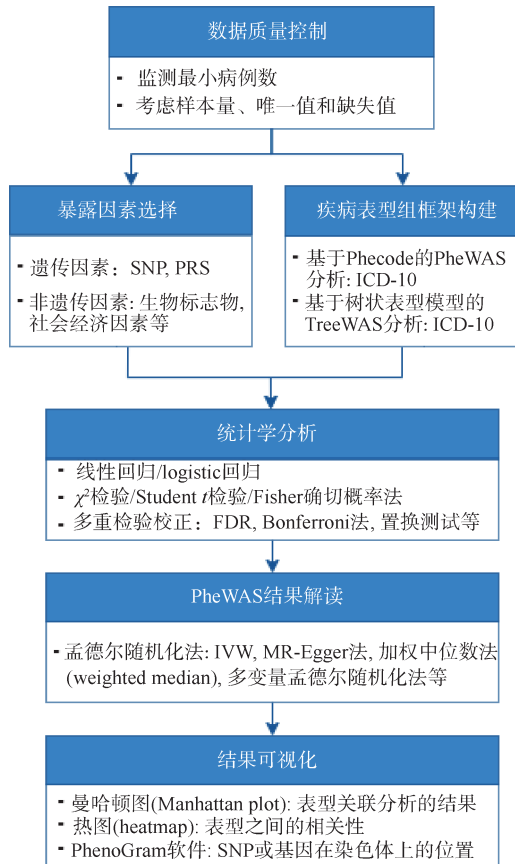 数据质量控制
- 监测最小病例数
- 考虑样本量、唯一值和缺失值
暴露因素选择
- 遗传因素：SNP, PRS
- 非遗传因素: 生物标志物,
社会经济因素等
疾病表型组框架构建
- 基于Phecode的PheWAS
分析: ICD-10
- 基于树状表型模型的
TreeWAS分析: ICD-10
统计学分析
- 线性回归/logistic回归
- χ²检验/Student t检验/Fisher确切概率法
- 多重检验校正：FDR, Bonferroni法, 置换测试等
PheWAS结果解读
- 孟德尔随机化法: IVW, MR-Egger法, 加权中位数法
(weighted median), 多变量孟德尔随机化法等
结果可视化
- 曼哈顿图(Manhattan plot): 表型关联分析的结果
- 热图(heatmap): 表型之间的相关性
- PhenoGram软件: SNP或基因在染色体上的位置